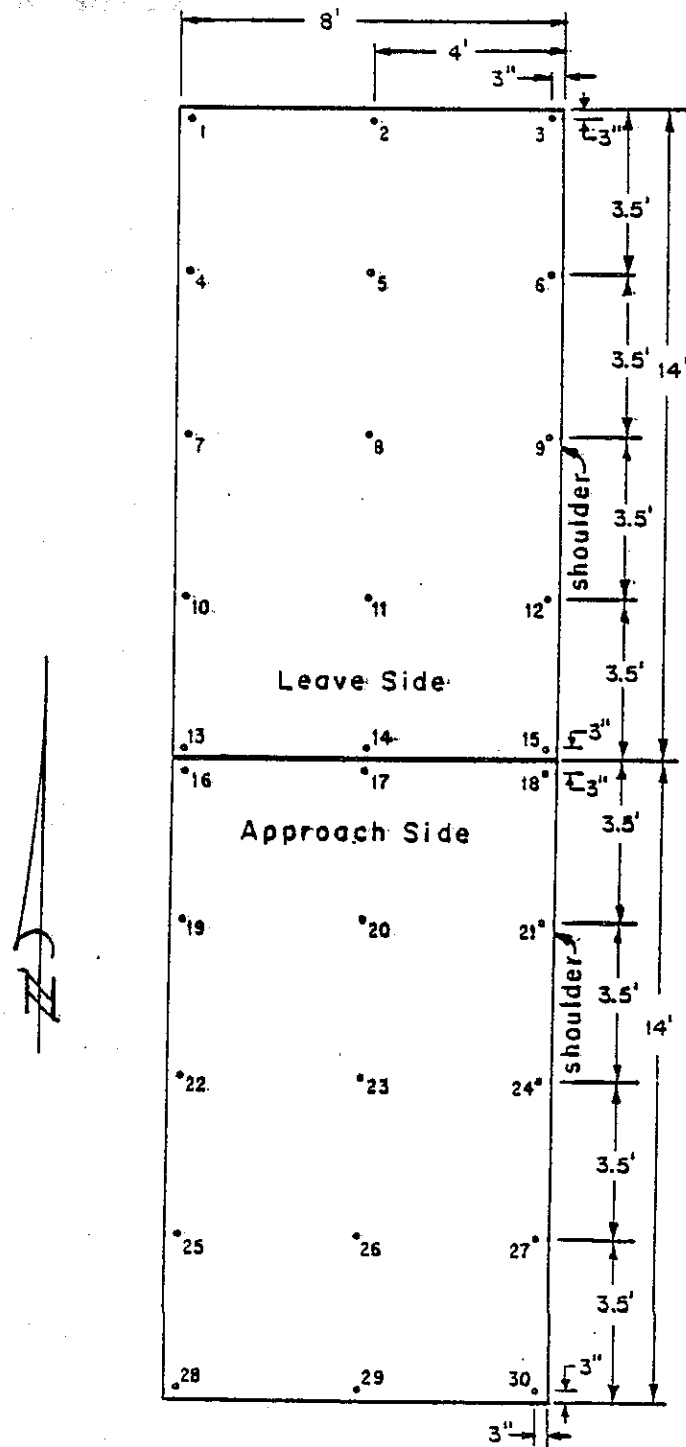 8'
4'
3"
1 2 3 3"
3.5'
4 5 6
3.5' 14'
7 8 9
shoulder
3.5'
10 11 12
Leave Side
3.5'
13 14 15 3"
16 17 18 3"
Approach Side
3.5'
19 20 21
shoulder
3.5'
14'
22 23 24
3.5'
25 26 27
3.5'
28 29 30 3"
3"
N